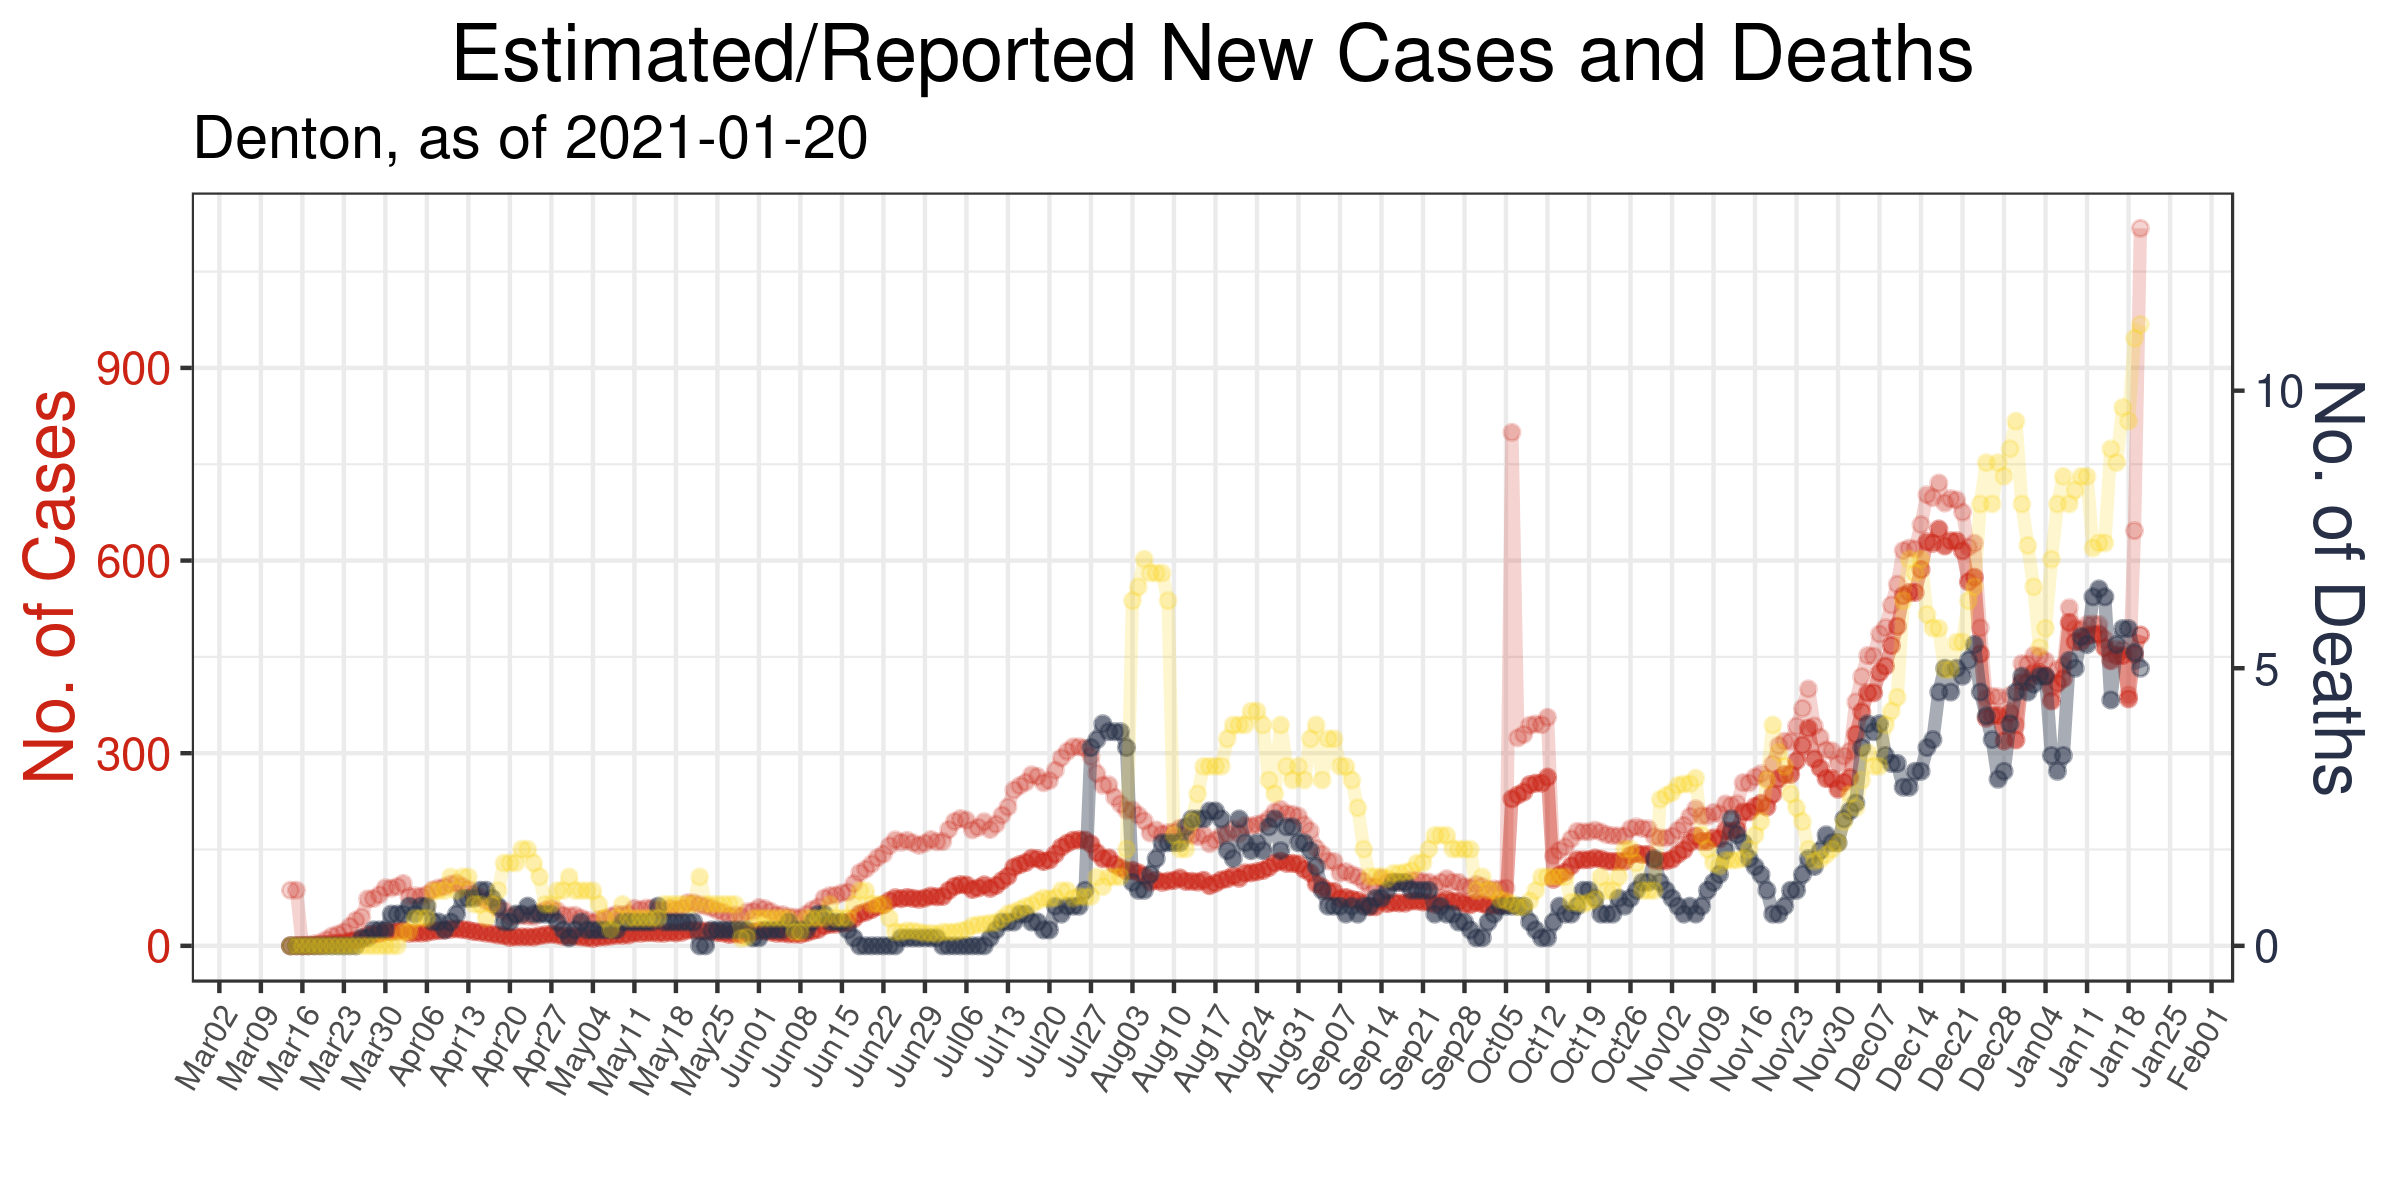 Estimated/Reported New Cases and Deaths
Denton, as of 2021-01-20
No. of Cases
900
600
300
0
No. of Deaths
10
5
0
Mar02
Mar09
Mar16
Mar23
Mar30
Apr06
Apr13
Apr20
Apr27
May04
May11
May18
May25
Jun01
Jun08
Jun15
Jun22
Jun29
Jul06
Jul13
Jul20
Jul27
Aug03
Aug10
Aug17
Aug24
Aug31
Sep07
Sep14
Sep21
Sep28
Oct05
Oct12
Oct19
Oct26
Nov02
Nov09
Nov16
Nov23
Nov30
Dec07
Dec14
Dec21
Dec28
Jan04
Jan11
Jan18
Jan25
Feb01